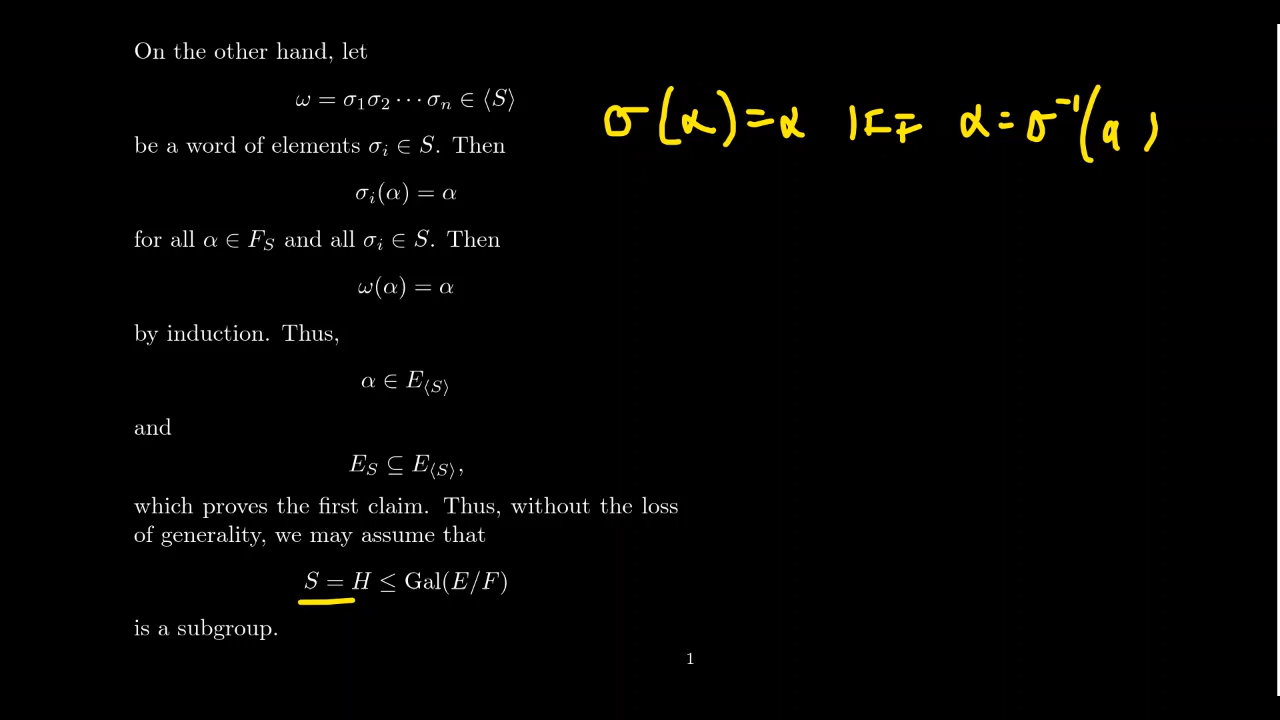 On the other hand, let
ω = σ₁σ₂ ⋯ σₙ ∈ ⟨S⟩
σ(α) = α IFF α = σ⁻¹(α)
be a word of elements σᵢ ∈ S. Then
σᵢ(α) = α
for all α ∈ F_S and all σᵢ ∈ S. Then
ω(α) = α
by induction. Thus,
α ∈ E_⟨S⟩
and
E_S ⊆ E_⟨S⟩,
which proves the first claim. Thus, without the loss
of generality, we may assume that
S = H ≤ Gal(E/F)
is a subgroup.
1